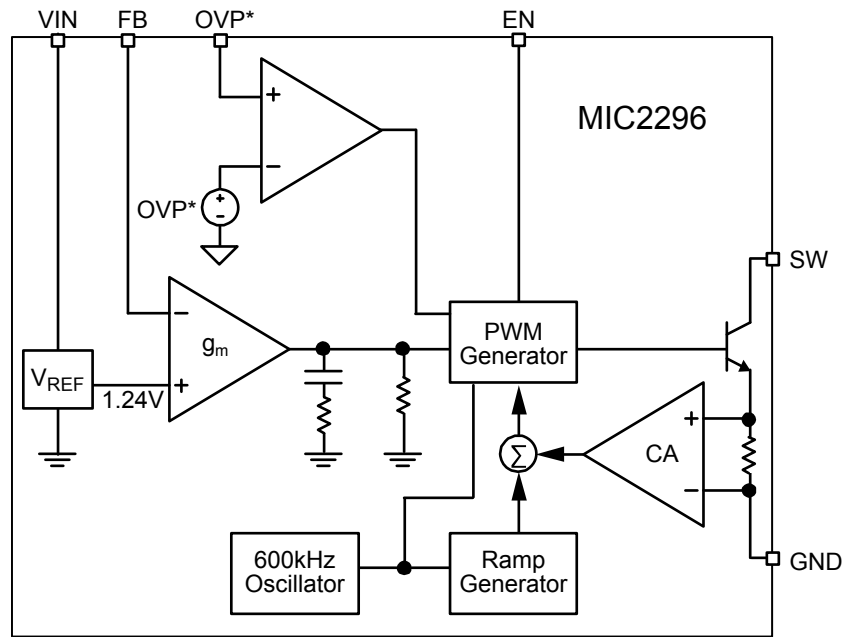 VIN
FB
OVP*
EN
MIC2296
+
−
OVP*
+
−
SW
−
gm
+
VREF
1.24V
PWM
Generator
+
CA
−
Σ
600kHz
Oscillator
Ramp
Generator
GND